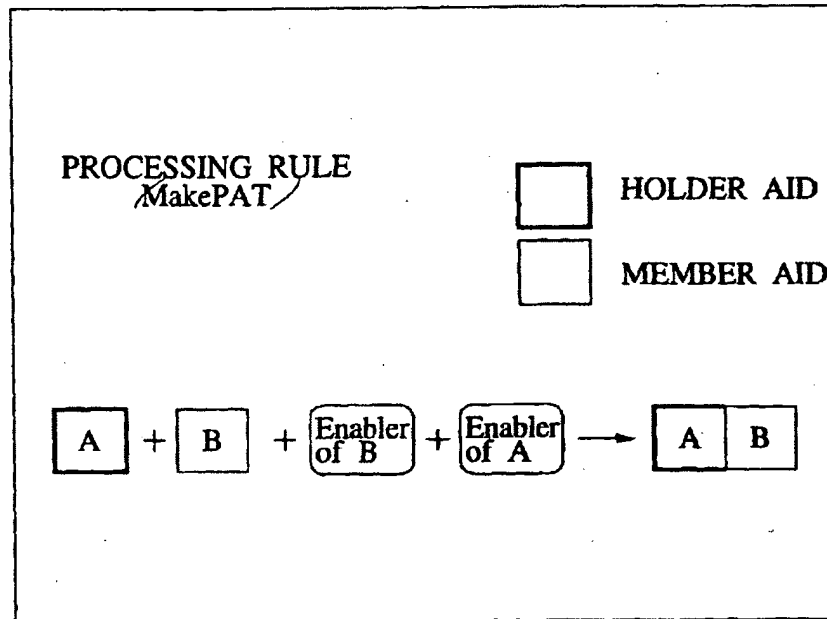 PROCESSING RULE
MakePAT
HOLDER AID
MEMBER AID
A + B + Enabler of B + Enabler of A → A B